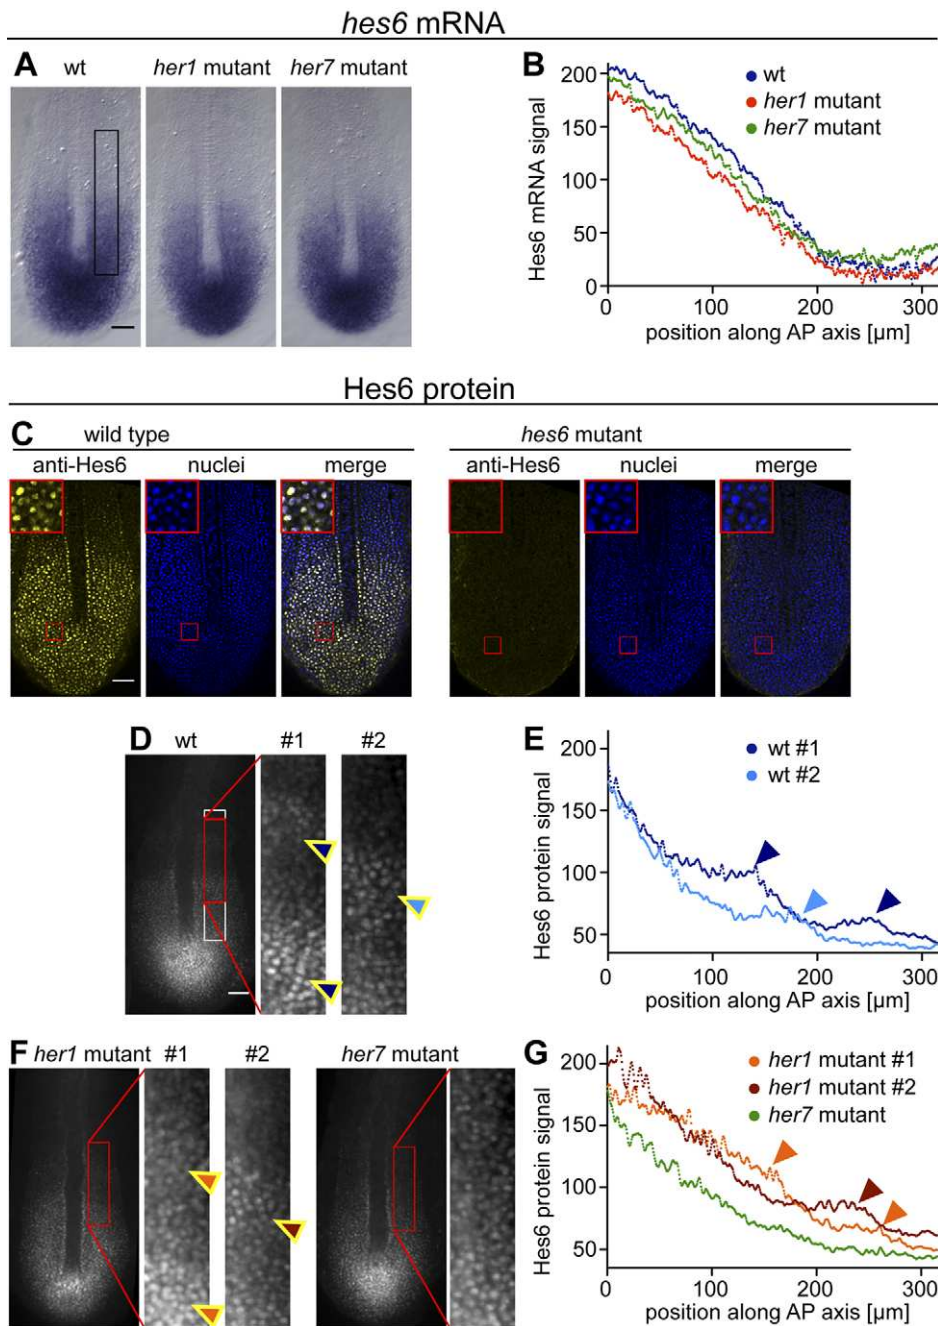 hes6 mRNA
A
wt
her1 mutant
her7 mutant
B
200
150
100
50
0
Hes6 mRNA signal
wt
her1 mutant
her7 mutant
0
100
200
300
position along AP axis [µm]
Hes6 protein
C
wild type
hes6 mutant
anti-Hes6
nuclei
merge
anti-Hes6
nuclei
merge
D
wt
#1
#2
E
200
150
100
50
Hes6 protein signal
wt #1
wt #2
0
100
200
300
position along AP axis [µm]
F
her1 mutant
#1
#2
her7 mutant
G
200
150
100
50
Hes6 protein signal
her1 mutant #1
her1 mutant #2
her7 mutant
0
100
200
300
position along AP axis [µm]